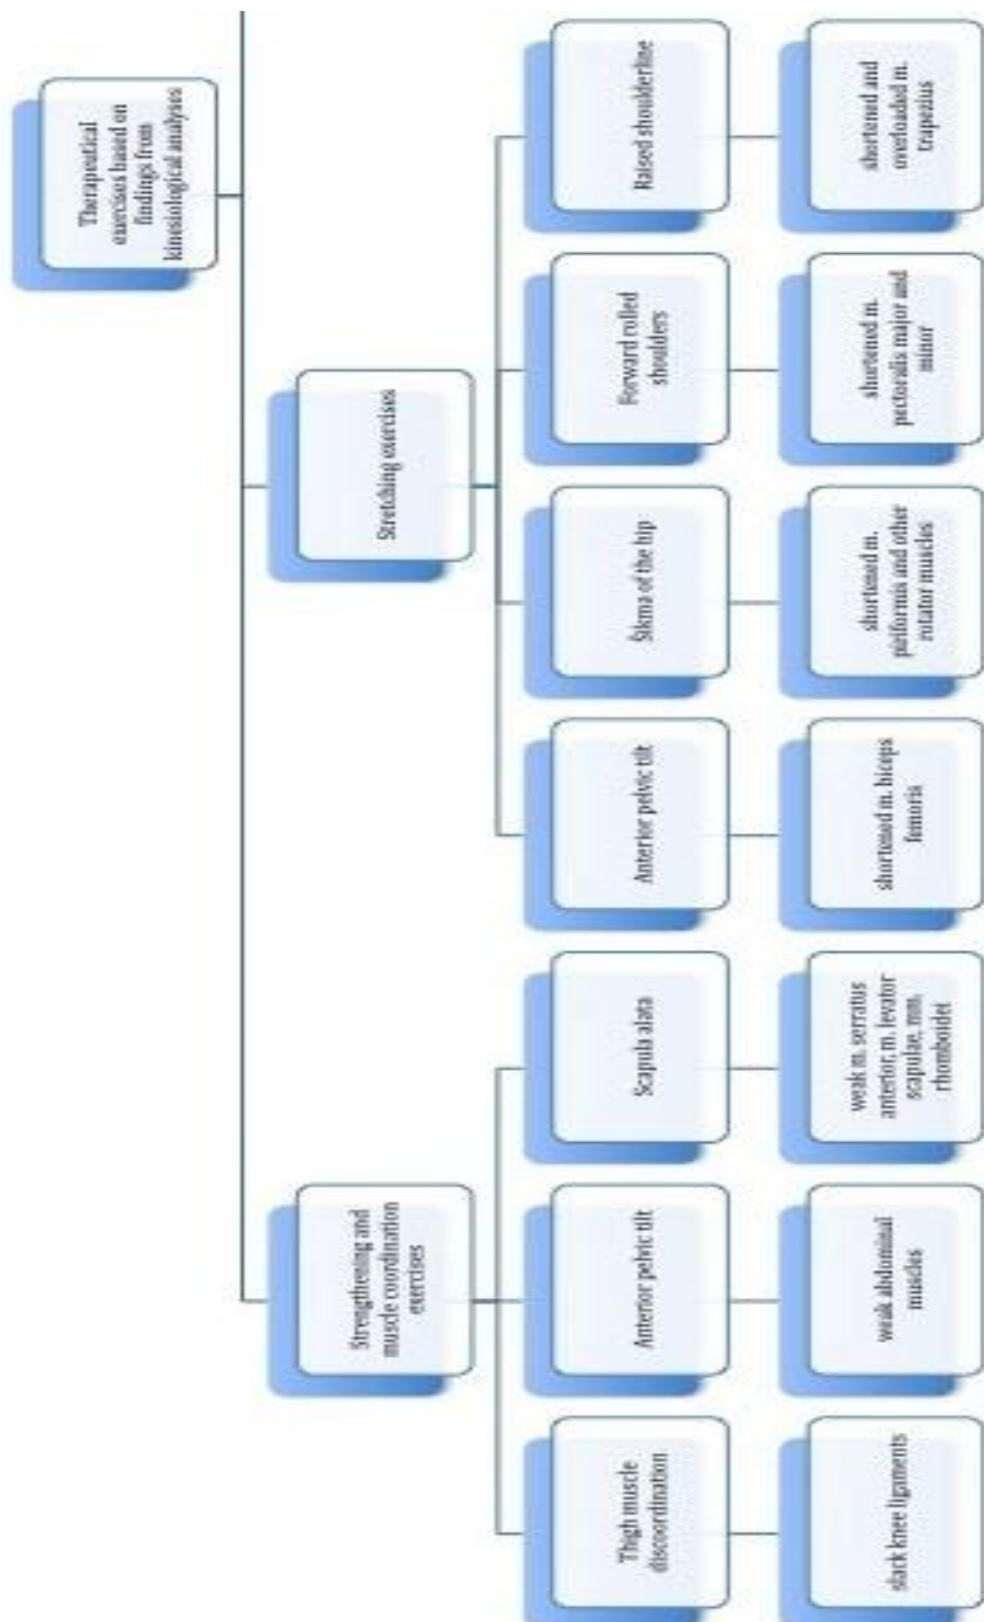 Therapeutical
exercises based on
findings from
kinesiological analyses
Strengthening and
muscle coordination
exercises
Stretching exercises
Thigh muscle
discoordination
Anterior pelvic tilt
Scapula alata
Anterior pelvic tilt
Šikma of the hip
Forward rolled
shoulders
Raised shoulderline
slack knee ligaments
weak abdominal
muscles
weak m. serratus
anterior, m. levator
scapulae, mm.
rhomboidet
shortened m. biceps
femoris
shortened m.
piriformis and other
rotator muscles
shortened m.
pectoralis major and
minor
shortened and
overloaded m.
trapezius